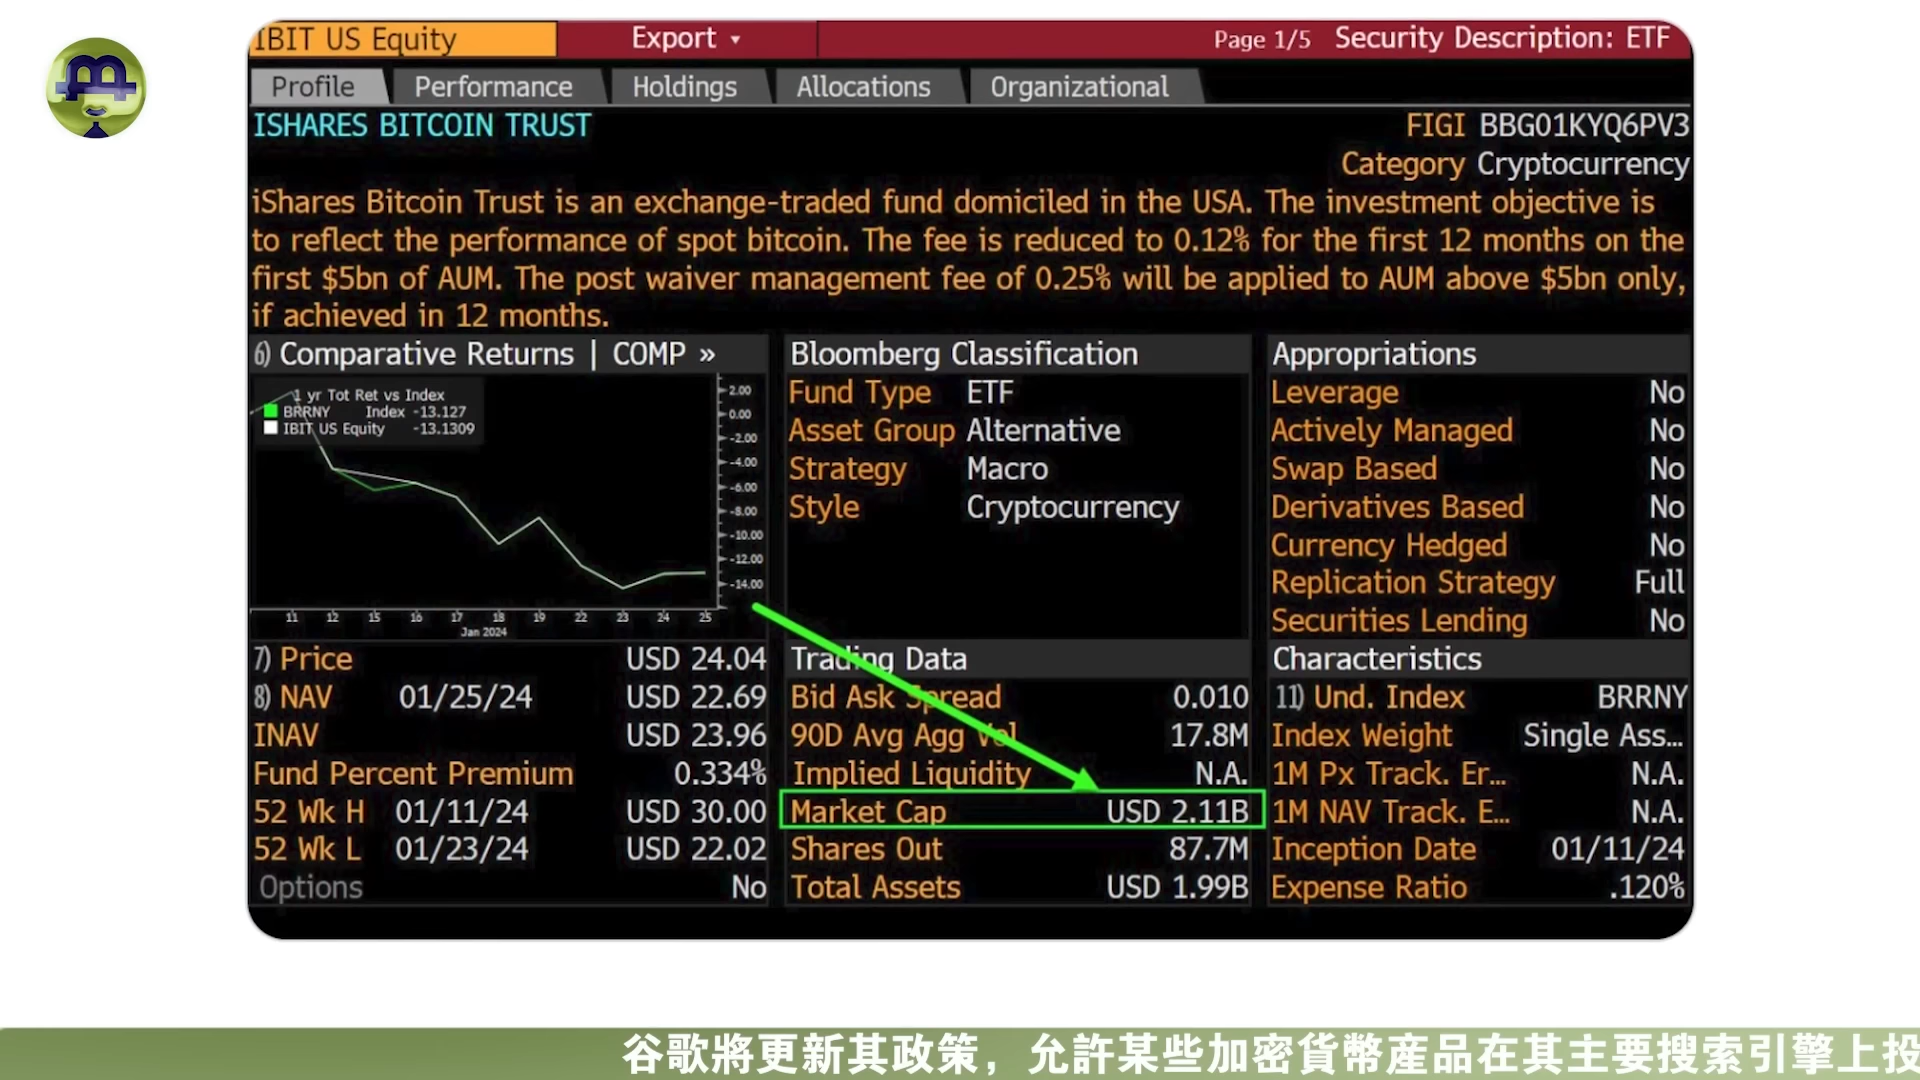 IBIT US Equity Export Page 1/5 Security Description: ETF
Profile Performance Holdings Allocations Organizational
ISHARES BITCOIN TRUST FIGI BBG01KYQ6PV3
Category Cryptocurrency
iShares Bitcoin Trust is an exchange-traded fund domiciled in the USA. The investment objective is
to reflect the performance of spot bitcoin. The fee is reduced to 0.12% for the first 12 months on the
first $5bn of AUM. The post waiver management fee of 0.25% will be applied to AUM above $5bn only,
if achieved in 12 months.
6) Comparative Returns | COMP »
1 yr Tot Ret vs Index
BRRNY Index -13.127
IBIT US Equity -13.1309
2.00
0.00
-2.00
-4.00
-6.00
-8.00
-10.00
-12.00
-14.00
11 12 15 16 17 18 19 22 23 24 25
Jan 2024
Bloomberg Classification
Fund Type ETF
Asset Group Alternative
Strategy Macro
Style Cryptocurrency
Appropriations
Leverage No
Actively Managed No
Swap Based No
Derivatives Based No
Currency Hedged No
Replication Strategy Full
Securities Lending No
7) Price USD 24.04
8) NAV 01/25/24 USD 22.69
INAV USD 23.96
Fund Percent Premium 0.334%
52 Wk H 01/11/24 USD 30.00
52 Wk L 01/23/24 USD 22.02
Options No
Trading Data
Bid Ask Spread 0.010
90D Avg Agg Vol 17.8M
Implied Liquidity N.A.
Market Cap USD 2.11B
Shares Out 87.7M
Total Assets USD 1.99B
Characteristics
11) Und. Index BRRNY
Index Weight Single Ass...
1M Px Track. Er... N.A.
1M NAV Track. E... N.A.
Inception Date 01/11/24
Expense Ratio .120%
谷歌將更新其政策，允許某些加密貨幣產品在其主要搜索引擎上投